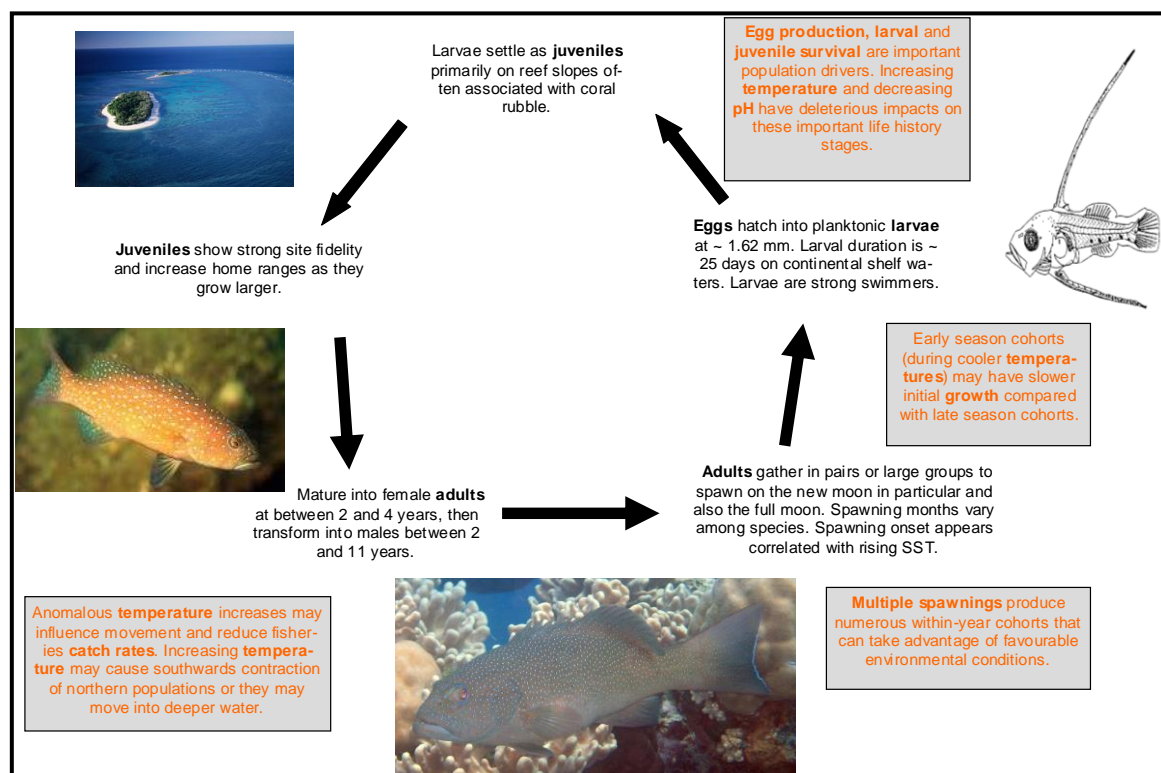 Larvae settle as juveniles
primarily on reef slopes of-
ten associated with coral
rubble.
Egg production, larval and
juvenile survival are important
population drivers. Increasing
temperature and decreasing
pH have deleterious impacts on
these important life history
stages.
Juveniles show strong site fidelity
and increase home ranges as they
grow larger.
Eggs hatch into planktonic larvae
at ~ 1.62 mm. Larval duration is ~
25 days on continental shelf wa-
ters. Larvae are strong swimmers.
Early season cohorts
(during cooler tempera-
tures) may have slower
initial growth compared
with late season cohorts.
Mature into female adults
at between 2 and 4 years, then
transform into males between 2
and 11 years.
Adults gather in pairs or large groups to
spawn on the new moon in particular and
also the full moon. Spawning months vary
among species. Spawning onset appears
correlated with rising SST.
Anomalous temperature increases may
influence movement and reduce fisher-
ies catch rates. Increasing tempera-
ture may cause southwards contraction
of northern populations or they may
move into deeper water.
Multiple spawnings produce
numerous within-year cohorts that
can take advantage of favourable
environmental conditions.